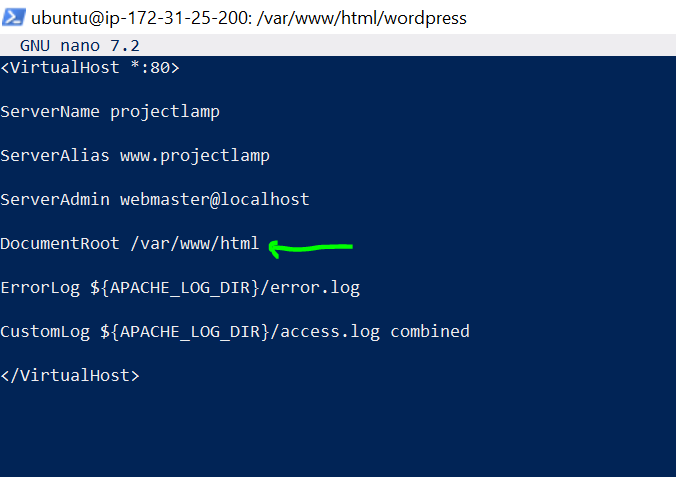 ubuntu@ip-172-31-25-200: /var/www/html/wordpress
GNU nano 7.2
<VirtualHost *:80>
ServerName projectlamp
ServerAlias www.projectlamp
ServerAdmin webmaster@localhost
DocumentRoot /var/www/html
ErrorLog ${APACHE_LOG_DIR}/error.log
CustomLog ${APACHE_LOG_DIR}/access.log combined
</VirtualHost>